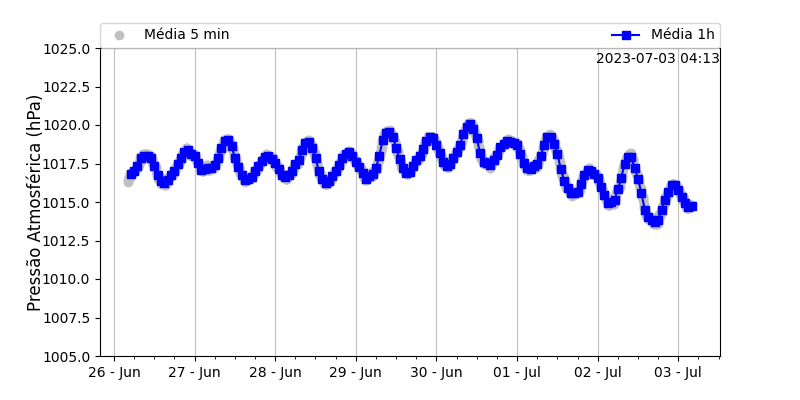 Média 5 min
Média 1h
2023-07-03 04:13
Pressão Atmosférica (hPa)
1025.0
1022.5
1020.0
1017.5
1015.0
1012.5
1010.0
1007.5
1005.0
26 - Jun
27 - Jun
28 - Jun
29 - Jun
30 - Jun
01 - Jul
02 - Jul
03 - Jul